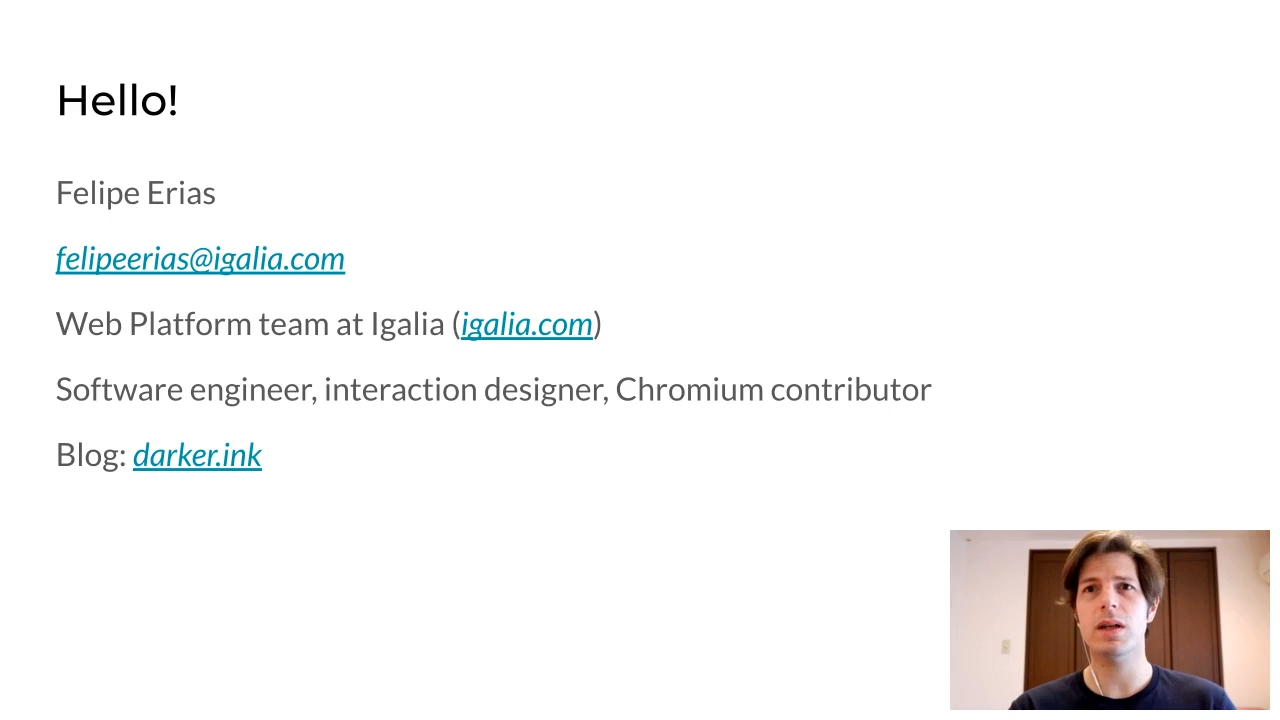 Hello!
Felipe Erias
felipeerias@igalia.com
Web Platform team at Igalia (igalia.com)
Software engineer, interaction designer, Chromium contributor
Blog: darker.ink